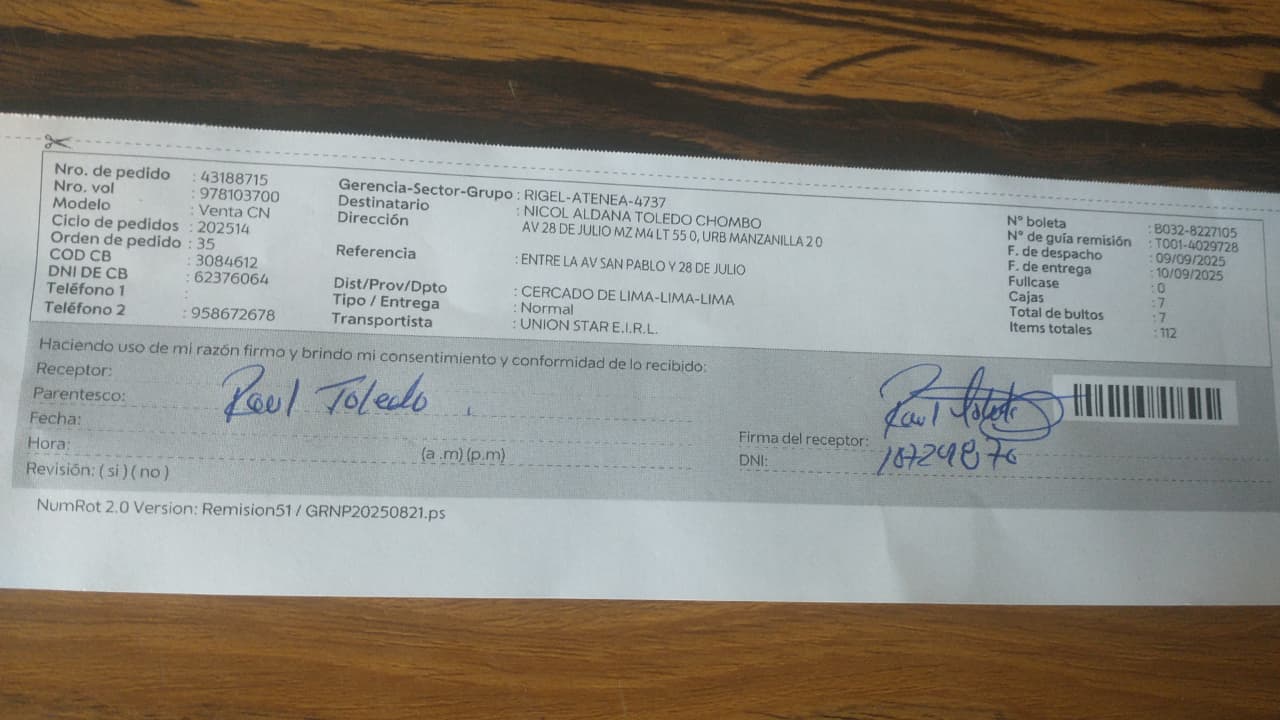 Nro. de pedido : 43188715
Nro. vol : 978103700
Modelo : Venta CN
Ciclo de pedidos : 202514
Orden de pedido : 35
COD CB : 3084612
DNI DE CB : 62376064
Teléfono 1 :
Teléfono 2 : 958672678
Gerencia-Sector-Grupo : RIGEL-ATENEA-4737
Destinatario : NICOL ALDANA TOLEDO CHOMBO
Dirección AV 28 DE JULIO MZ M4 LT 55 0, URB MANZANILLA 2 0
Referencia : ENTRE LA AV SAN PABLO Y 28 DE JULIO
Dist/Prov/Dpto : CERCADO DE LIMA-LIMA-LIMA
Tipo / Entrega : Normal
Transportista : UNION STAR E.I.R.L.
N° boleta : B032-8227105
N° de guía remisión : T001-4029728
F. de despacho : 09/09/2025
F. de entrega : 10/09/2025
Fullcase : 0
Cajas : 7
Total de bultos : 7
Items totales : 112
Haciendo uso de mi razón firmo y brindo mi consentimiento y conformidad de lo recibido:
Receptor: Raul Toledo
Parentesco:
Fecha:
Hora: (a .m) (p.m)
Revisión: ( si ) ( no )
Firma del receptor: Raul Toledo
DNI: 10729870
NumRot 2.0 Version: Remision51 / GRNP20250821.ps